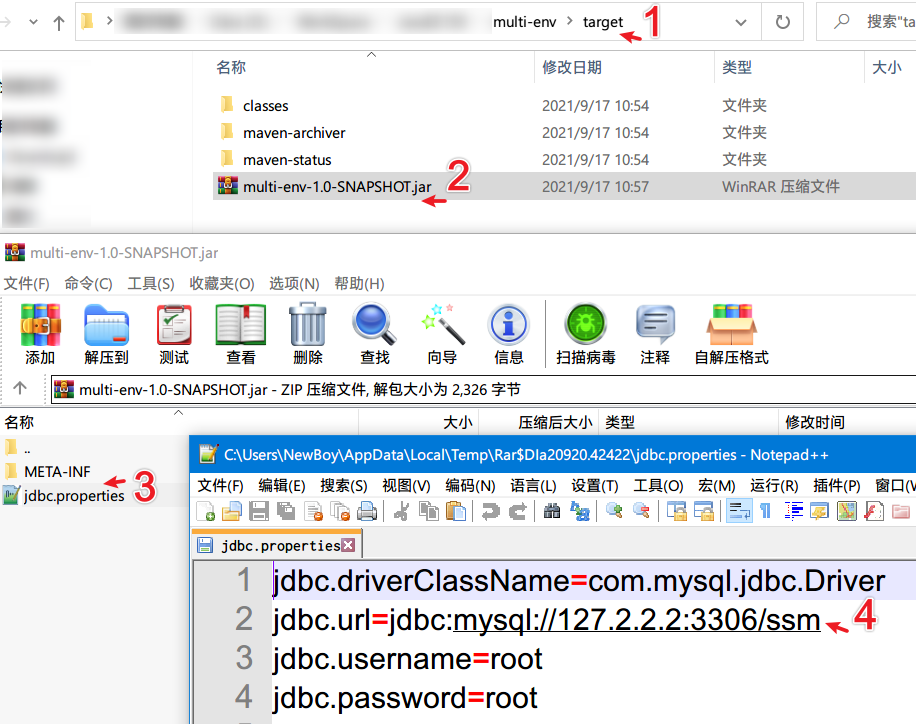 multi-env › target 1
搜索"ta
名称 修改日期 类型 大小
classes 2021/9/17 10:54 文件夹
maven-archiver 2021/9/17 10:54 文件夹
maven-status 2021/9/17 10:54 文件夹
multi-env-1.0-SNAPSHOT.jar 2 2021/9/17 10:57 WinRAR 压缩文件
multi-env-1.0-SNAPSHOT.jar
文件(F) 命令(C) 工具(S) 收藏夹(O) 选项(N) 帮助(H)
添加 解压到 测试 查看 删除 查找 向导 信息 扫描病毒 注释 自解压格式
multi-env-1.0-SNAPSHOT.jar - ZIP 压缩文件, 解包大小为 2,326 字节
名称 大小 压缩后大小 类型 修改时间
..
META-INF
jdbc.properties 3
C:\Users\NewBoy\AppData\Local\Temp\Rar$DIa20920.42422\jdbc.properties - Notepad++
文件(F) 编辑(E) 搜索(S) 视图(V) 编码(N) 语言(L) 设置(T) 工具(O) 宏(M) 运行(R) 插件(P) 窗口(W
jdbc.properties
1 jdbc.driverClassName=com.mysql.jdbc.Driver
2 jdbc.url=jdbc:mysql://127.2.2.2:3306/ssm 4
3 jdbc.username=root
4 jdbc.password=root